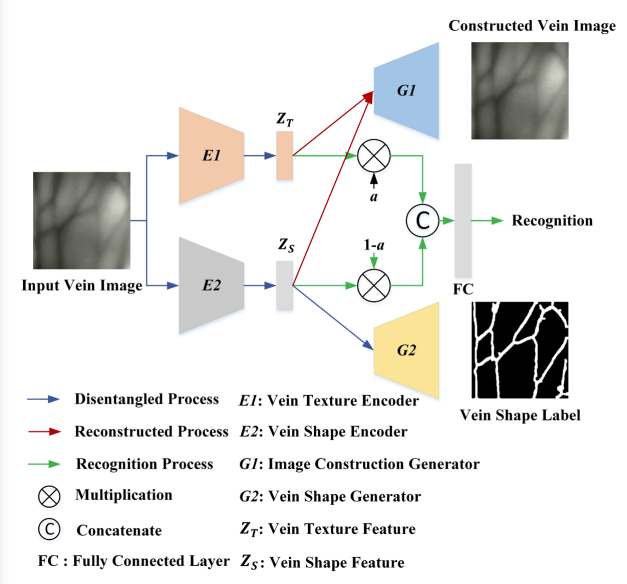 Constructed Vein Image
G1
Z_T
E1
a
C
Recognition
Z_S
1-a
Input Vein Image
E2
FC
G2
Vein Shape Label
Disentangled Process E1: Vein Texture Encoder
Reconstructed Process E2: Vein Shape Encoder
Recognition Process G1: Image Construction Generator
Multiplication G2: Vein Shape Generator
C Concatenate Z_T: Vein Texture Feature
FC : Fully Connected Layer Z_S: Vein Shape Feature